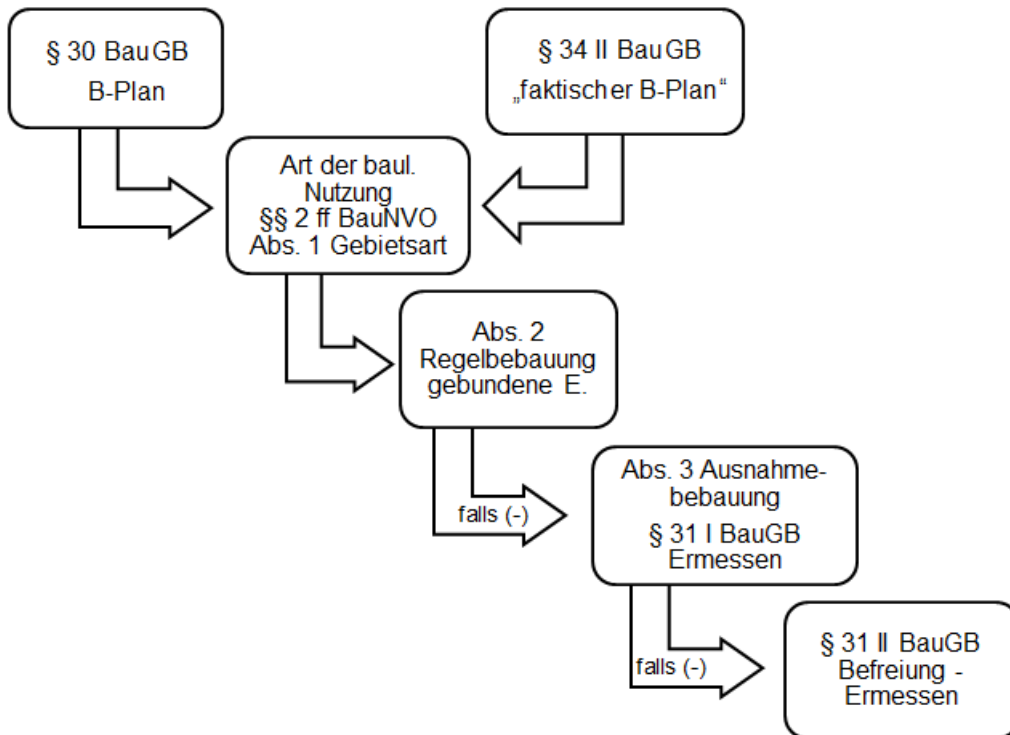 § 30 BauGB
B-Plan
§ 34 II BauGB
„faktischer B-Plan“
Art der baul.
Nutzung
§§ 2 ff BauNVO
Abs. 1 Gebietsart
Abs. 2
Regelbebauung
gebundene E.
falls (-)
Abs. 3 Ausnahme-
bebauung
§ 31 I BauGB
Ermessen
falls (-)
§ 31 II BauGB
Befreiung -
Ermessen